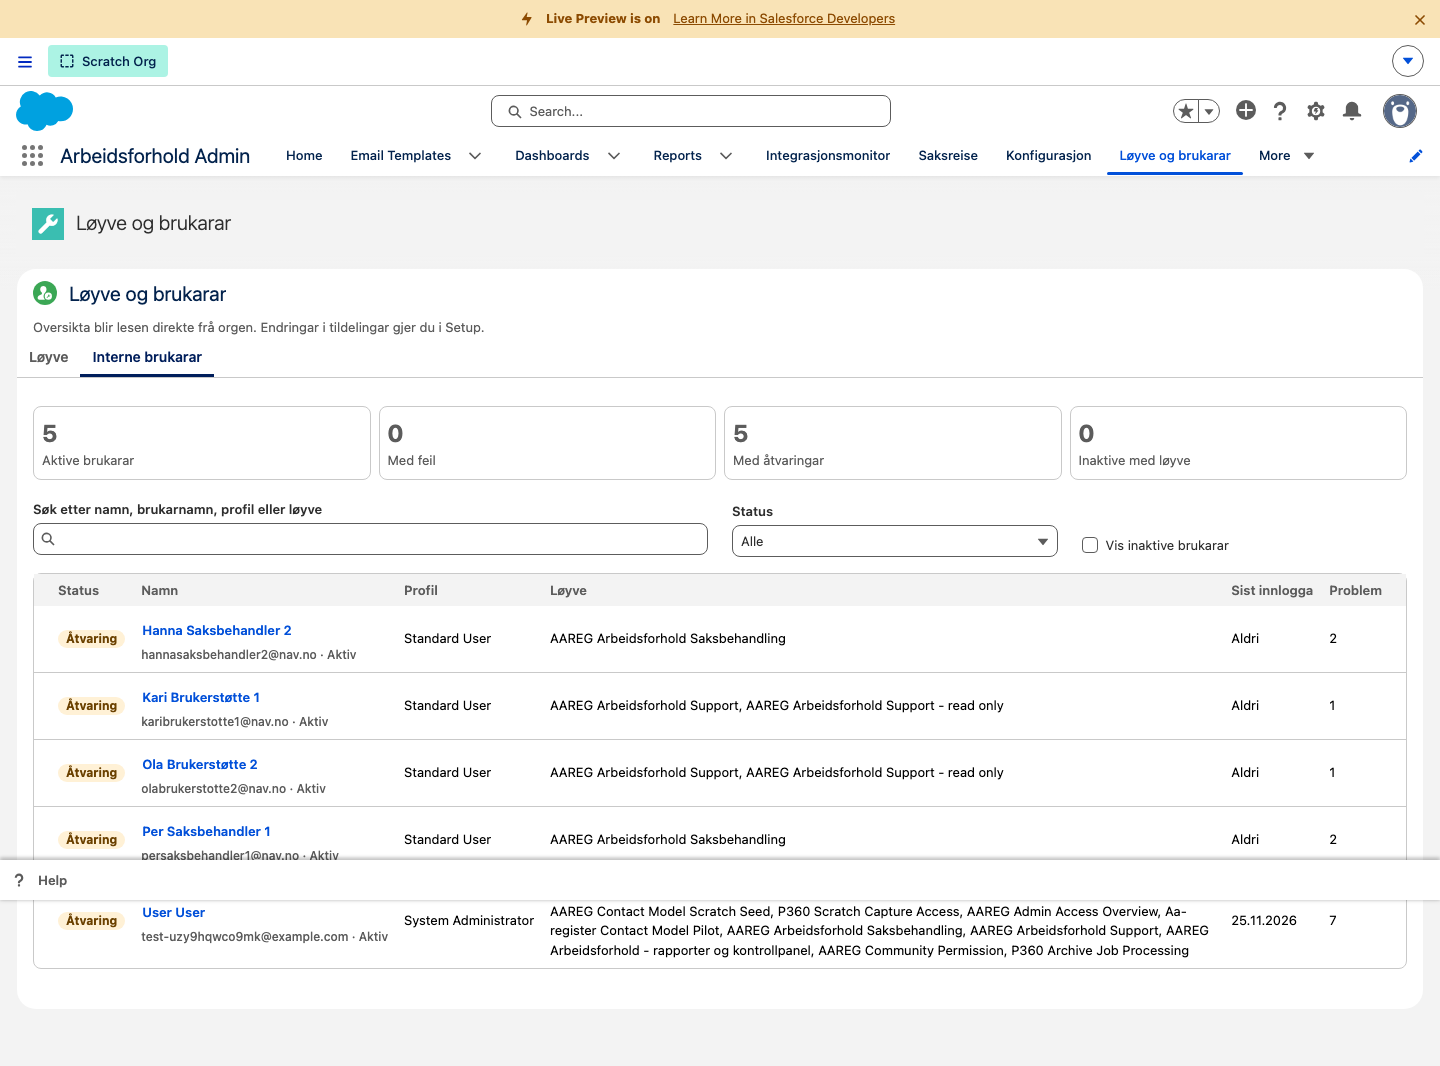 Live Preview is on Learn More in Salesforce Developers
Scratch Org
Search...
Arbeidsforhold Admin Home Email Templates Dashboards Reports Integrasjonsmonitor Saksreise Konfigurasjon Løyve og brukarar More
Løyve og brukarar
Løyve og brukarar
Oversikta blir lesen direkte frå orgen. Endringar i tildelingar gjer du i Setup.
Løyve Interne brukarar
5 0 5 0
Aktive brukarar Med feil Med åtvaringar Inaktive med løyve
Søk etter namn, brukarnamn, profil eller løyve Status
Alle Vis inaktive brukarar
Status Namn Profil Løyve Sist innlogga Problem
Åtvaring Hanna Saksbehandler 2 Standard User AAREG Arbeidsforhold Saksbehandling Aldri 2
hannasaksbehandler2@nav.no · Aktiv
Åtvaring Kari Brukerstøtte 1 Standard User AAREG Arbeidsforhold Support, AAREG Arbeidsforhold Support - read only Aldri 1
karibrukerstotte1@nav.no · Aktiv
Åtvaring Ola Brukerstøtte 2 Standard User AAREG Arbeidsforhold Support, AAREG Arbeidsforhold Support - read only Aldri 1
olabrukerstotte2@nav.no · Aktiv
Åtvaring Per Saksbehandler 1 Standard User AAREG Arbeidsforhold Saksbehandling Aldri 2
persaksbehandler1@nav.no · Aktiv
? Help
Åtvaring User User System Administrator AAREG Contact Model Scratch Seed, P360 Scratch Capture Access, AAREG Admin Access Overview, Aa- 25.11.2026 7
test-uzy9hqwco9mk@example.com · Aktiv register Contact Model Pilot, AAREG Arbeidsforhold Saksbehandling, AAREG Arbeidsforhold Support, AAREG
Arbeidsforhold - rapporter og kontrollpanel, AAREG Community Permission, P360 Archive Job Processing